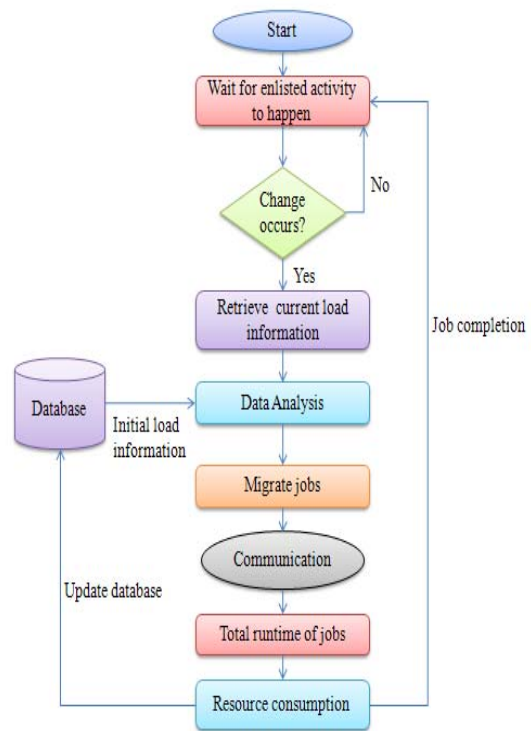 Start
Wait for enlisted activity
to happen
No
Change
occurs?
Yes
Retrieve current load
information
Job completion
Database
Initial load
information
Data Analysis
Migrate jobs
Communication
Update database
Total runtime of jobs
Resource consumption